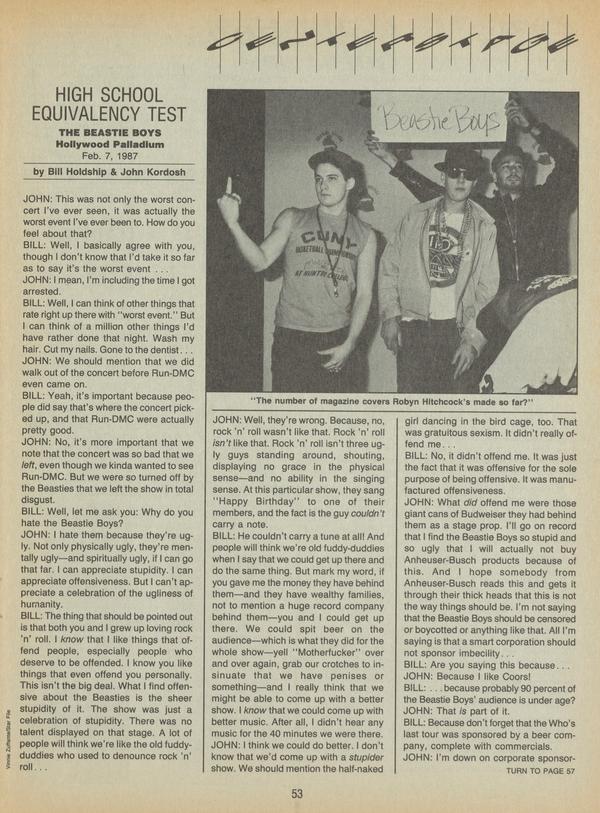 CENTERSTAGE
HIGH SCHOOL
EQUIVALENCY TEST
THE BEASTIE BOYS
Hollywood Palladium
Feb. 7, 1987
by Bill Holdship & John Kordosh
JOHN: This was not only the worst con-
cert I've ever seen, it was actually the
worst event I've ever been to. How do you
feel about that?
BILL: Well, I basically agree with you,
though I don't know that I'd take it so far
as to say it's the worst event . . .
JOHN: I mean, I'm including the time I got
arrested.
BILL: Well, I can think of other things that
rate right up there with "worst event." But
I can think of a million other things I'd
have rather done that night. Wash my
hair. Cut my nails. Gone to the dentist. . .
JOHN: We should mention that we did
walk out of the concert before Run-DMC
even came on.
BILL: Yeah, it's important because peo-
ple did say that's where the concert pick-
ed up, and that Run-DMC were actually
pretty good.
JOHN: No, it's more important that we
note that the concert was so bad that we
left, even though we kinda wanted to see
Run-DMC. But we were so turned off by
the Beasties that we left the show in total
disgust.
BILL: Well, let me ask you: Why do you
hate the Beastie Boys?
JOHN: I hate them because they're ug-
ly. Not only physically ugly, they're men-
tally ugly—and spiritually ugly, if I can go
that far. I can appreciate stupidity. I can
appreciate offensiveness. But I can't ap-
preciate a celebration of the ugliness of
humanity.
BILL: The thing that should be pointed out
is that both you and I grew up loving rock
'n' roll. I know that I like things that of-
fend people, especially people who
deserve to be offended. I know you like
things that even offend you personally.
This isn't the big deal. What I find offen-
sive about the Beasties is the sheer
stupidity of it. The show was just a
celebration of stupidity. There was no
talent displayed on that stage. A lot of
people will think we're like the old fuddy-
duddies who used to denounce rock 'n'
roll . . .
Vinnie Zuffante/Star File
Beastie Boys
CUNY
BASKETBALL CHAMPIONSHIPS
AT HUNTER COLLEGE
"The number of magazine covers Robyn Hitchcock's made so far?"
JOHN: Well, they're wrong. Because, no,
rock 'n' roll wasn't like that. Rock 'n' roll
isn't like that. Rock 'n' roll isn't three ug-
ly guys standing around, shouting,
displaying no grace in the physical
sense—and no ability in the singing
sense. At this particular show, they sang
"Happy Birthday" to one of their
members, and the fact is the guy couldn't
carry a note.
BILL: He couldn't carry a tune at all! And
people will think we're old fuddy-duddies
when I say that we could get up there and
do the same thing. But mark my word, if
you gave me the money they have behind
them—and they have wealthy families,
not to mention a huge record company
behind them—you and I could get up
there. We could spit beer on the
audience—which is what they did for the
whole show—yell "Motherfucker" over
and over again, grab our crotches to in-
sinuate that we have penises or
something—and I really think that we
might be able to come up with a better
show. I know that we could come up with
better music. After all, I didn't hear any
music for the 40 minutes we were there.
JOHN: I think we could do better. I don't
know that we'd come up with a stupider
show. We should mention the half-naked
girl dancing in the bird cage, too. That
was gratuitous sexism. It didn't really of-
fend me. . .
BILL: No, it didn't offend me. It was just
the fact that it was offensive for the sole
purpose of being offensive. It was manu-
factured offensiveness.
JOHN: What did offend me were those
giant cans of Budweiser they had behind
them as a stage prop. I'll go on record
that I find the Beastie Boys so stupid and
so ugly that I will actually not buy
Anheuser-Busch products because of
this. And I hope somebody from
Anheuser-Busch reads this and gets it
through their thick heads that this is not
the way things should be. I'm not saying
that the Beastie Boys should be censored
or boycotted or anything like that. All I'm
saying is that a smart corporation should
not sponsor imbecility. . .
BILL: Are you saying this because. . .
JOHN: Because I like Coors!
BILL: . . . because probably 90 percent of
the Beastie Boys' audience is under age?
JOHN: That is part of it.
BILL: Because don't forget that the Who's
last tour was sponsored by a beer com-
pany, complete with commercials.
JOHN: I'm down on corporate sponsor-
TURN TO PAGE 57
53